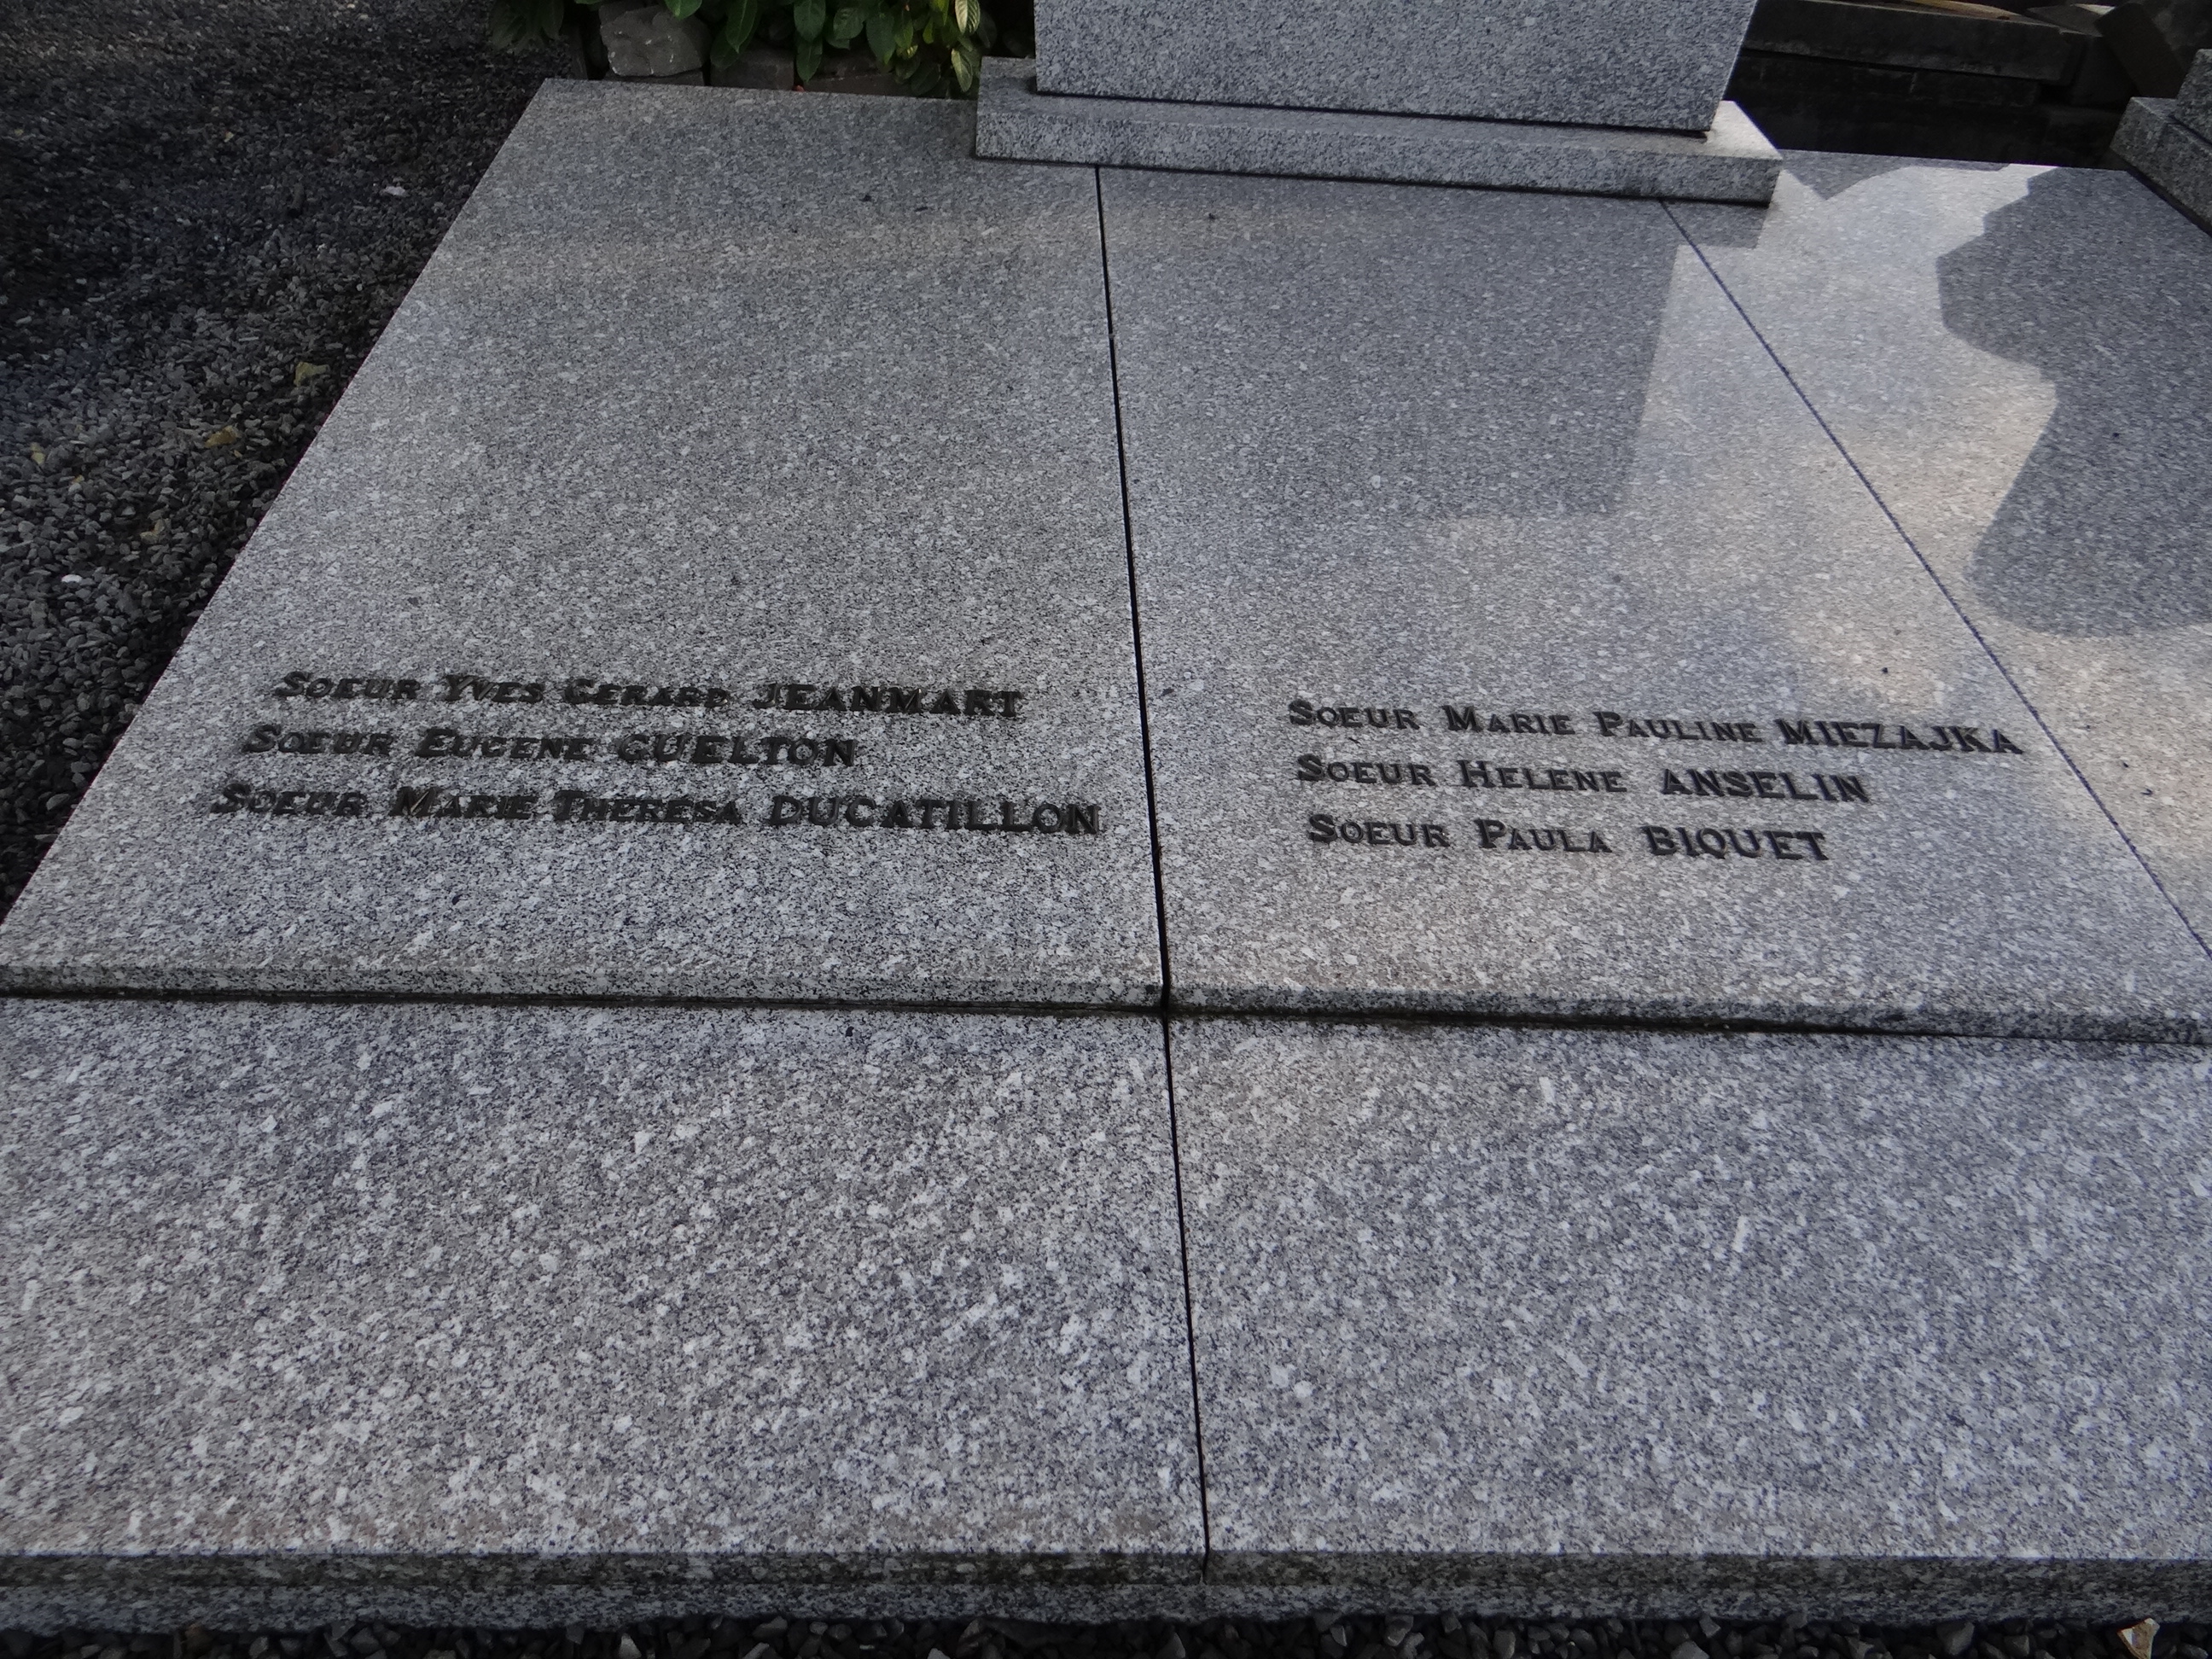 SOEUR YVES GERARD JEANMART
SOEUR EUGENE GUELTON
SOEUR MARIE THERESA DUCATILLON
SOEUR MARIE PAULINE MIEZAJKA
SOEUR HELENE ANSELIN
SOEUR PAULA BIQUET